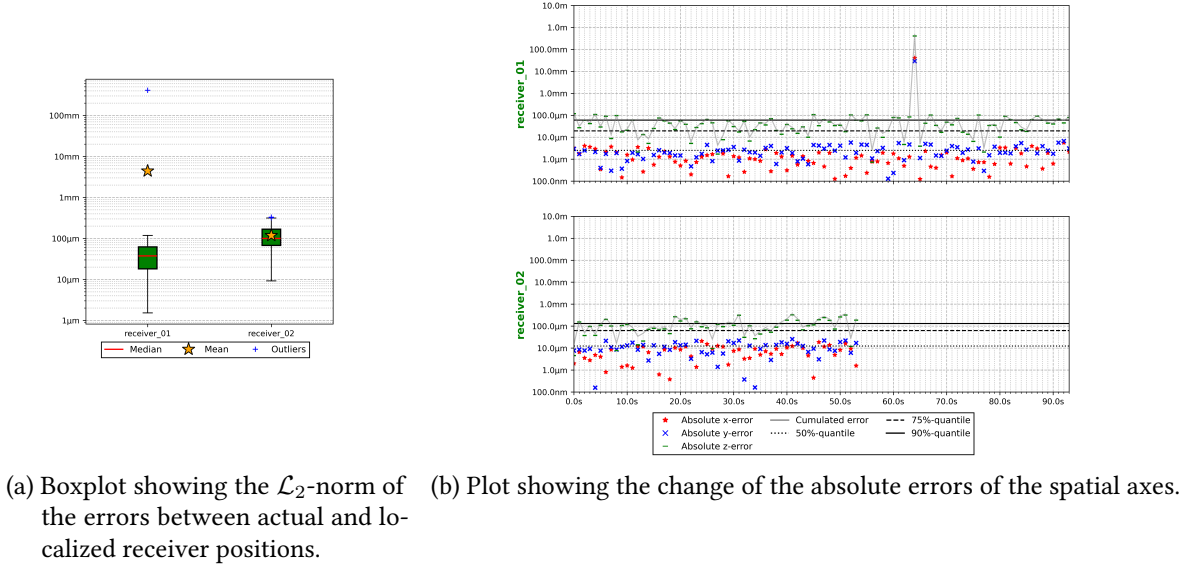 100mm
10mm
1mm
100µm
10µm
1µm
receiver_01
receiver_02
Median
Mean
Outliers
10.0m
1.0m
100.0mm
10.0mm
1.0mm
100.0µm
10.0µm
1.0µm
100.0nm
receiver_01
10.0m
1.0m
100.0mm
10.0mm
1.0mm
100.0µm
10.0µm
1.0µm
100.0nm
receiver_02
0.0s 10.0s 20.0s 30.0s 40.0s 50.0s 60.0s 70.0s 80.0s 90.0s
Absolute x-error Cumulated error 75%-quantile
Absolute y-error 50%-quantile 90%-quantile
Absolute z-error
(a) Boxplot showing the ℒ₂-norm of
the errors between actual and lo-
calized receiver positions.
(b) Plot showing the change of the absolute errors of the spatial axes.